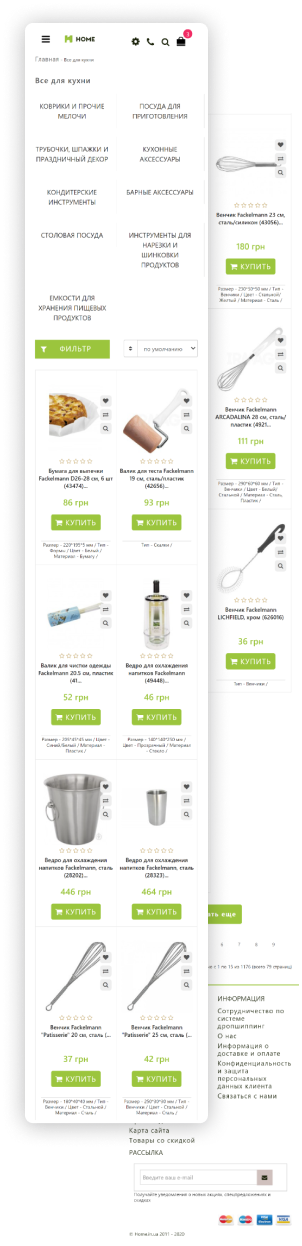 HOME
3
Главная Все для кухни
Все для кухни
КОВРИКИ И ПРОЧИЕ
МЕЛОЧИ
ПОСУДА ДЛЯ
ПРИГОТОВЛЕНИЯ
ТРУБОЧКИ, ШПАЖКИ И
ПРАЗДНИЧНЫЙ ДЕКОР
КУХОННЫЕ
АКСЕССУАРЫ
КОНДИТЕРСКИЕ
ИНСТРУМЕНТЫ
БАРНЫЕ АКСЕССУАРЫ
СТОЛОВАЯ ПОСУДА
ИНСТРУМЕНТЫ ДЛЯ
НАРЕЗКИ И
ШИНКОВКИ
ПРОДУКТОВ
ЕМКОСТИ ДЛЯ
ХРАНЕНИЯ ПИЩЕВЫХ
ПРОДУКТОВ
ФИЛЬТР
по умолчанию
Бумага для выпечки
Fackelmann D26-28 см, 6 шт
(43474)...
86 грн
КУПИТЬ
Размер - 220*195*5 мм / Тип -
Формы / Цвет - Белый /
Материал - Бумага /
Валик для теста Fackelmann
19 см, сталь/пластик
(42656)...
93 грн
КУПИТЬ
Тип - Скалки /
Валик для чистки одежды
Fackelmann 20.5 см, пластик
(41...
52 грн
КУПИТЬ
Размер - 205*45*45 мм / Цвет -
Синий/Белый / Материал -
Пластик /
Ведро для охлаждения
напитков Fackelmann
(49448)...
46 грн
КУПИТЬ
Размер - 140*140*230 мм /
Цвет - Прозрачный / Материал
- Стекло /
Ведро для охлаждения
напитков Fackelmann, сталь
(28202)...
446 грн
КУПИТЬ
Ведро для охлаждения
напитков Fackelmann, сталь
(28323)...
464 грн
КУПИТЬ
Венчик Fackelmann
"Patisserie" 20 см, сталь (...
37 грн
КУПИТЬ
Размер - 180*40*40 мм / Тип -
Венчики / Цвет - Стальной /
Материал - Сталь /
Венчик Fackelmann
"Patisserie" 25 см, сталь (...
42 грн
КУПИТЬ
Размер - 250*50*50 мм / Тип -
Венчики / Цвет - Стальной /
Материал - Сталь /
Венчик Fackelmann 23 см,
сталь/силикон (43056)...
180 грн
КУПИТЬ
Размер - 230*50*50 мм / Тип -
Венчики / Цвет - Стальной/
Желтый / Материал - Сталь /
Венчик Fackelmann
ARCADALINA 28 см, сталь/
пластик (4921...
111 грн
КУПИТЬ
Размер - 290*60*60 мм / Тип -
Венчики / Цвет - Белый/
Стальной / Материал - Сталь,
Пластик /
Венчик Fackelmann
LICHFIELD, хром (626016)
36 грн
КУПИТЬ
Тип - Венчики /
еще
6 7 8 9
с 1 по 15 из 1176 (всего 79 страниц)
ИНФОРМАЦИЯ
Сотрудничество по
системе
дропшиппинг
О нас
Информация о
доставке и оплате
Конфиденциальность
и защита
персональных
данных клиента
Связаться с нами
Карта сайта
Товары со скидкой
РАССЫЛКА
Введите ваш e-mail
Получайте уведомления о новых акциях, спецпредложениях и
скидках
VISA
© Home.in.ua 2011 - 2020